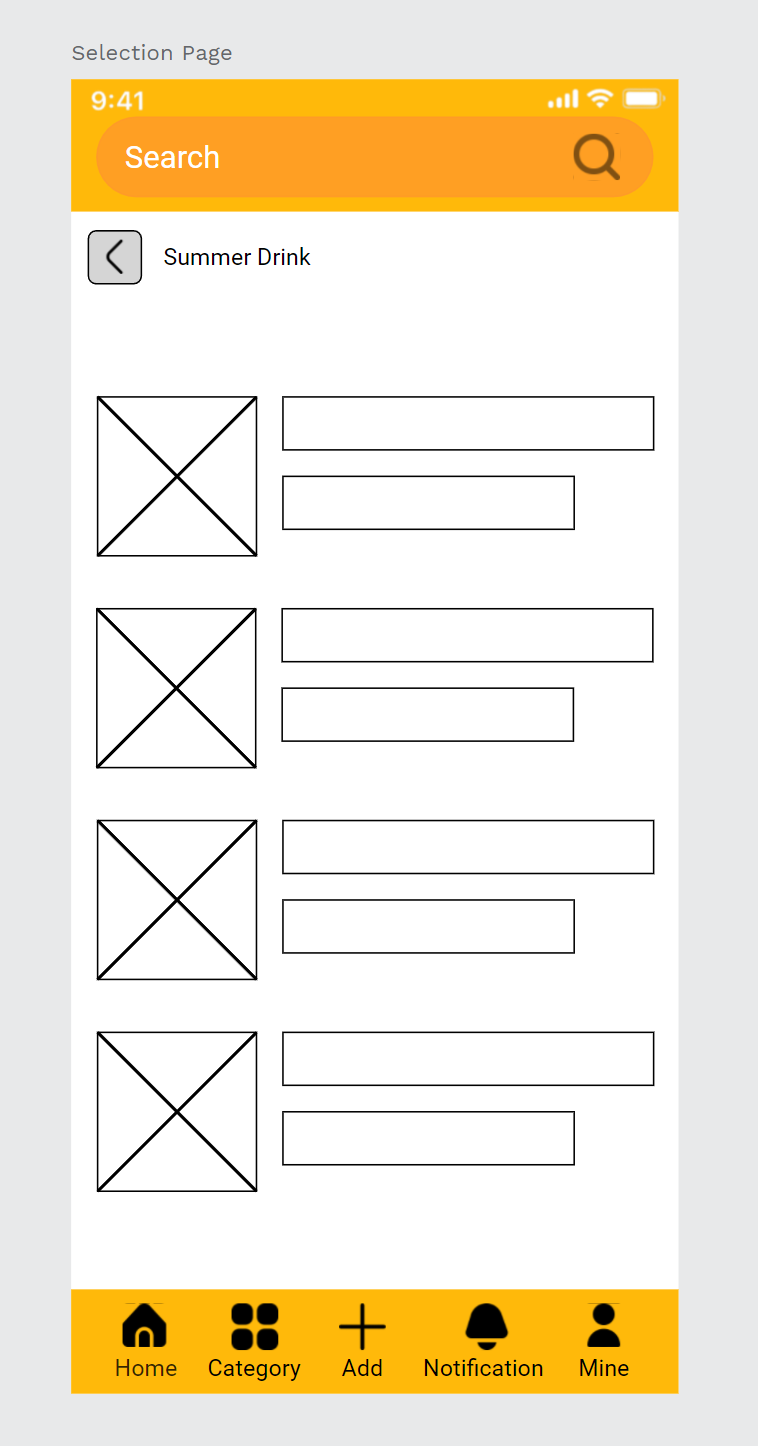 Selection Page
9:41
Search
Summer Drink
Home Category Add Notification Mine